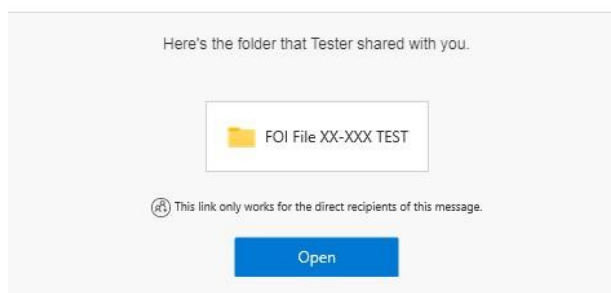 Here's the folder that Tester shared with you.
FOI File XX-XXX TEST
This link only works for the direct recipients of this message.
Open